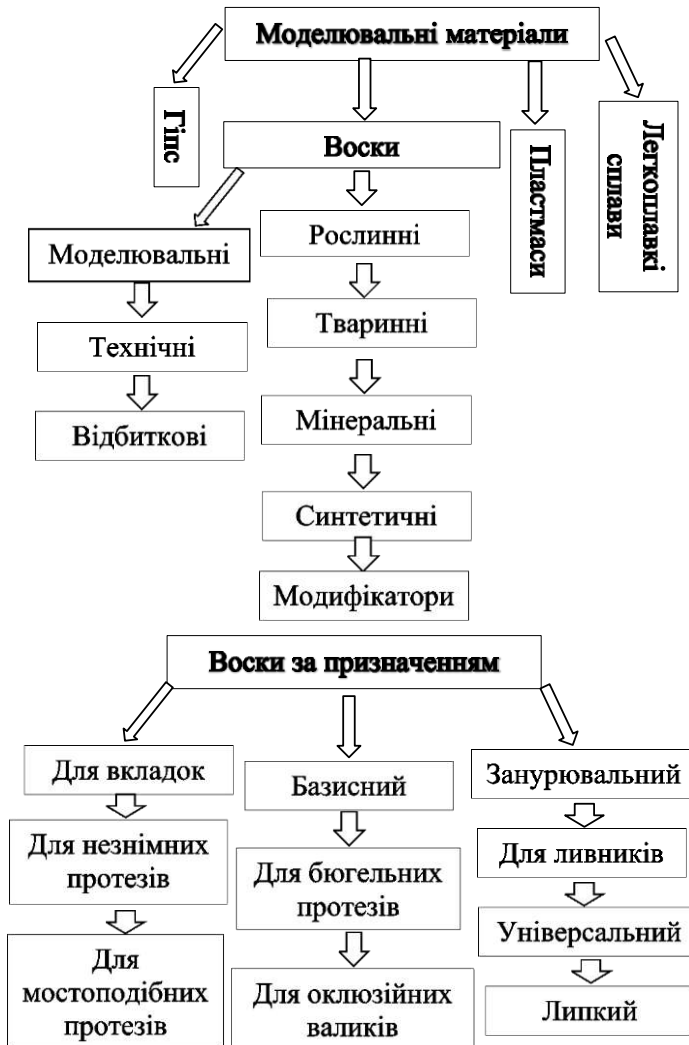 Моделювальні матеріали
Гіпс
Воски
Пластмаси
Легкоплавкі
сплави
Моделювальні
Технічні
Відбиткові
Рослинні
Тваринні
Мінеральні
Синтетичні
Модифікатори
Воски за призначенням
Для вкладок
Для незнімних
протезів
Для
мостоподібних
протезів
Базисний
Для бюгельних
протезів
Для оклюзійних
валиків
Занурювальний
Для ливників
Універсальний
Липкий